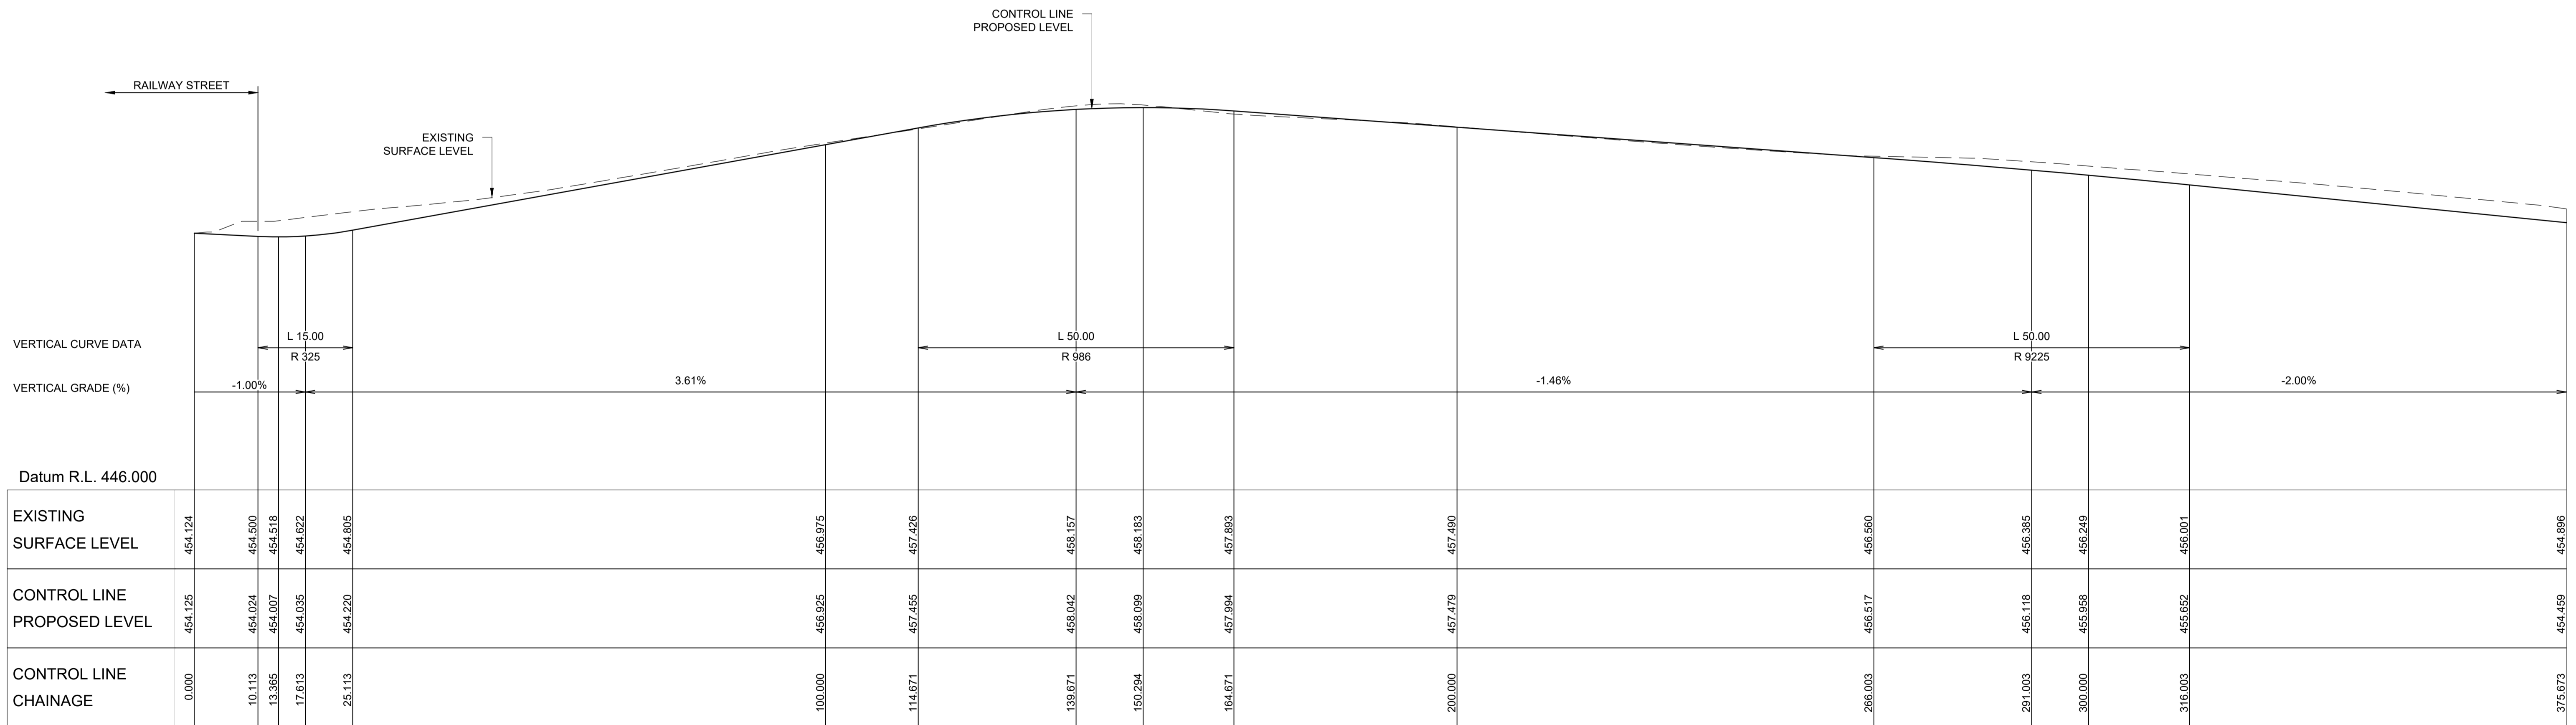 CONTROL LINE
PROPOSED LEVEL
RAILWAY STREET
EXISTING
SURFACE LEVEL
VERTICAL CURVE DATA
L 15.00
R 325
L 50.00
R 986
L 50.00
R 9225
VERTICAL GRADE (%)
-1.00%
3.61%
-1.46%
-2.00%
Datum R.L. 446.000
EXISTING
SURFACE LEVEL
454.124 454.500 454.518 454.622 454.805 456.975 457.426 458.157 458.183 457.893 457.490 456.560 456.385 456.249 456.001 454.896
CONTROL LINE
PROPOSED LEVEL
454.125 454.024 454.007 454.035 454.220 456.925 457.455 458.042 458.099 457.994 457.479 456.517 456.118 455.958 455.652 454.459
CONTROL LINE
CHAINAGE
0.000 10.113 13.365 17.613 25.113 100.000 114.671 139.671 150.294 164.671 200.000 266.003 291.003 300.000 316.003 375.673